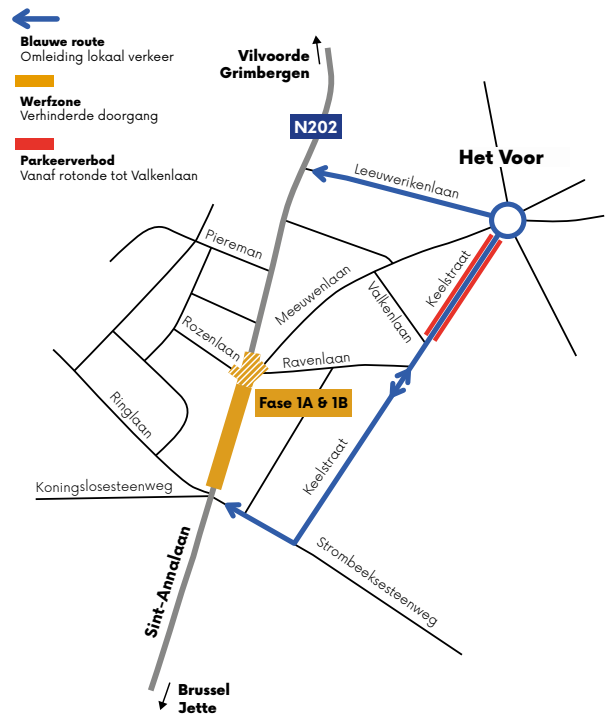 Blauwe route
Omleiding lokaal verkeer
Werfzone
Verhinderde doorgang
Parkeerverbod
Vanaf rotonde tot Valkenlaan
Vilvoorde
Grimbergen
N202
Het Voor
Leeuwerikenlaan
Piereman
Meeuwenlaan
Keelstraat
Valkenlaan
Rozenlaan
Ravenlaan
Fase 1A & 1B
Ringlaan
Keelstraat
Koningslosesteenweg
Strombeeksesteenweg
Sint-Annalaan
Brussel
Jette